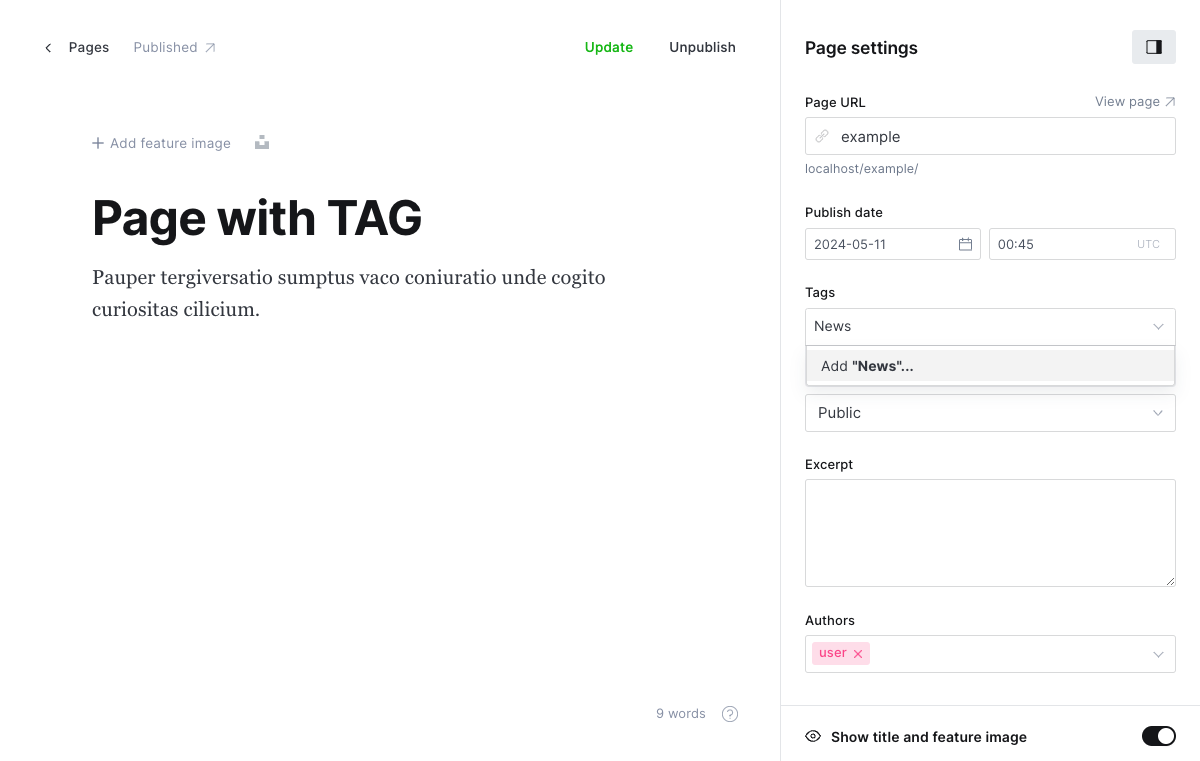 Pages
Published
Update
Unpublish
Add feature image
Page with TAG
Pauper tergiversatio sumptus vaco coniuratio unde cogito
curiositas cilicium.
9 words
?
Page settings
Page URL
View page
example
localhost/example/
Publish date
2024-05-11
00:45
UTC
Tags
News
Add "News"...
Public
Excerpt
Authors
user
Show title and feature image